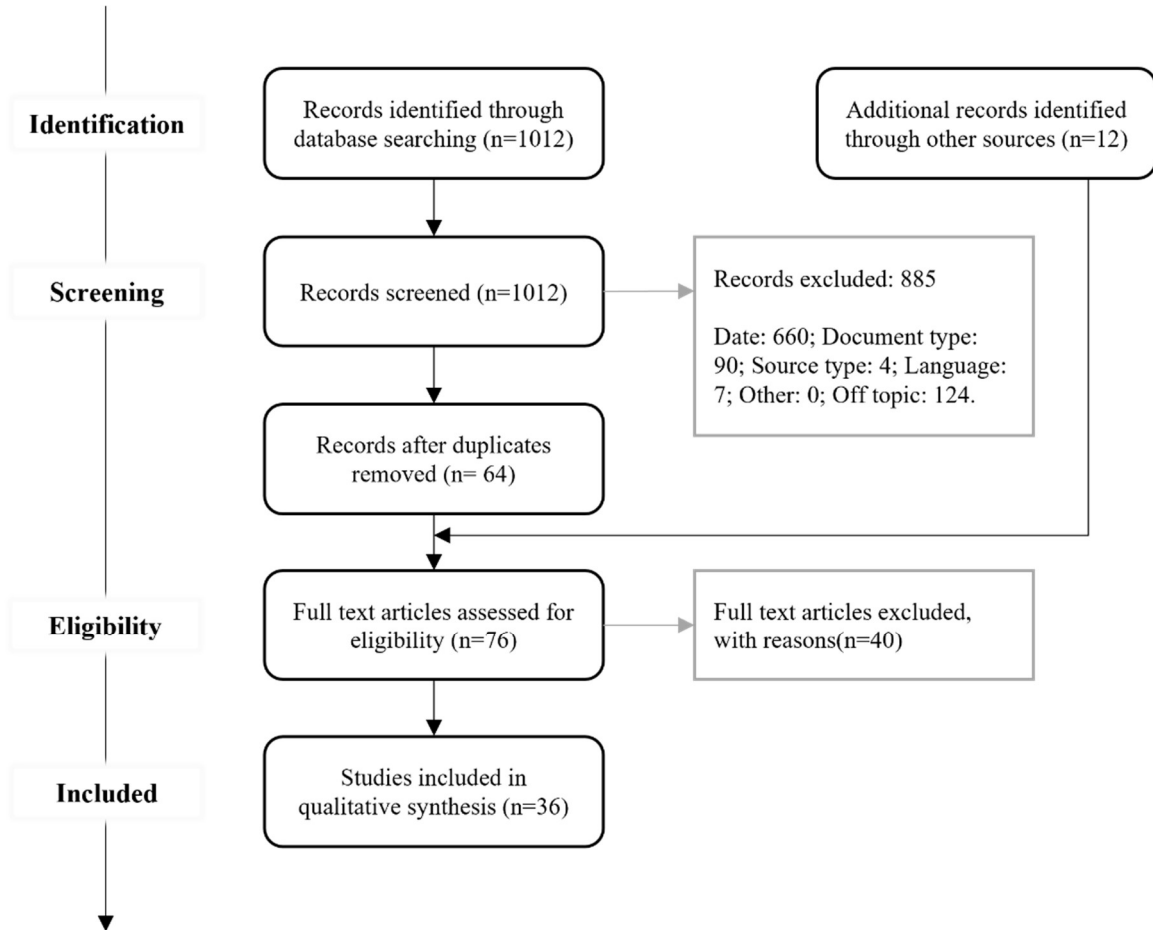 Identification
Records identified through
database searching (n=1012)
Additional records identified
through other sources (n=12)
Screening
Records screened (n=1012)
Records excluded: 885
Date: 660; Document type:
90; Source type: 4; Language:
7; Other: 0; Off topic: 124.
Records after duplicates
removed (n= 64)
Eligibility
Full text articles assessed for
eligibility (n=76)
Full text articles excluded,
with reasons(n=40)
Included
Studies included in
qualitative synthesis (n=36)